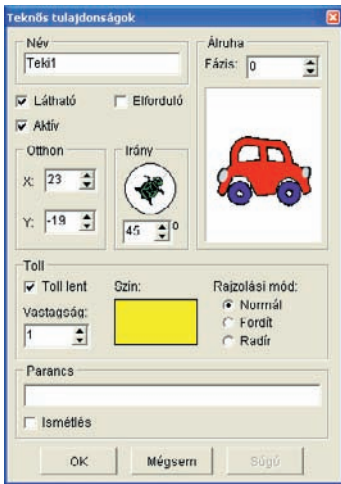 Teknős tulajdonságok
Név
Teki1
Álruha
Fázis: 0
Látható
Elforduló
Aktív
Otthon
X: 23
Y: -19
Irány
45 °
Toll
Toll lent
Szín:
Rajzolási mód:
Vastagság:
1
Normál
Fordít
Radír
Parancs
Ismétlés
OK
Mégsem
Súgó